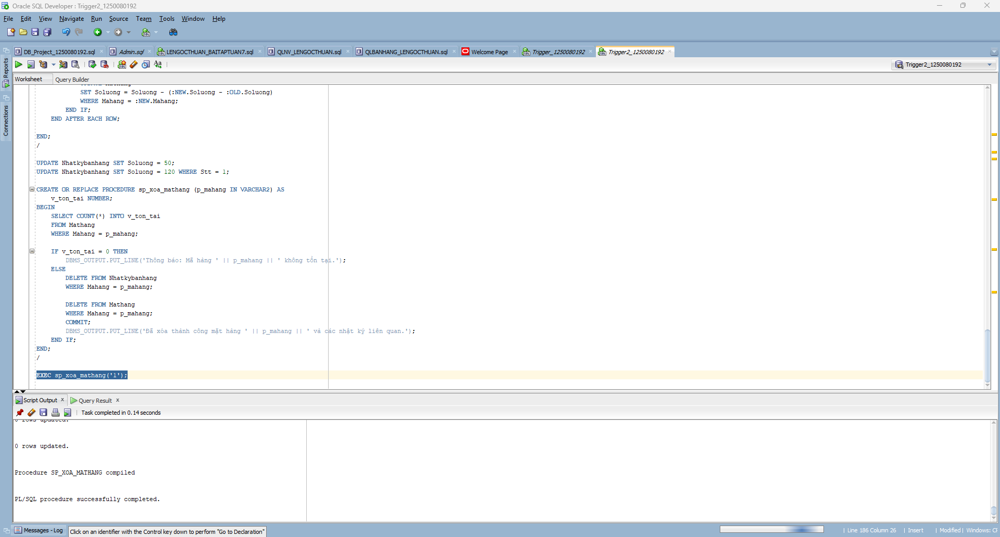 Oracle SQL Developer : Trigger2_1250080192
File Edit View Navigate Run Source Team Tools Window Help
DB_Project_1250080192.sql Admin.sql LENGOCTHUAN_BAITAPTUAN7.sql QLNV_LENGOCTHUAN.sql QLBANHANG_LENGOCTHUAN.sql Welcome Page Trigger_1250080192 Trigger2_1250080192
Reports
Connections
Trigger2_1250080192
Worksheet Query Builder
SET Soluong = Soluong - (:NEW.Soluong - :OLD.Soluong)
WHERE Mahang = :NEW.Mahang;
END IF;
END AFTER EACH ROW;
END;
/
UPDATE Nhatkybanhang SET Soluong = 50;
UPDATE Nhatkybanhang SET Soluong = 120 WHERE Stt = 1;
CREATE OR REPLACE PROCEDURE sp_xoa_mathang (p_mahang IN VARCHAR2) AS
v_ton_tai NUMBER;
BEGIN
SELECT COUNT(*) INTO v_ton_tai
FROM Mathang
WHERE Mahang = p_mahang;
IF v_ton_tai = 0 THEN
DBMS_OUTPUT.PUT_LINE('Thông báo: Mã hàng ' || p_mahang || ' không tồn tại.');
ELSE
DELETE FROM Nhatkybanhang
WHERE Mahang = p_mahang;
DELETE FROM Mathang
WHERE Mahang = p_mahang;
COMMIT;
DBMS_OUTPUT.PUT_LINE('Đã xóa thành công mặt hàng ' || p_mahang || ' và các nhật ký liên quan.');
END IF;
END;
/
EXEC sp_xoa_mathang('1');
Script Output x Query Result x
Task completed in 0.14 seconds
0 rows updated.
0 rows updated.
Procedure SP_XOA_MATHANG compiled
PL/SQL procedure successfully completed.
Messages - Log
Click on an identifier with the Control key down to perform "Go to Declaration"
Line 186 Column 26 | Insert | Modified | Windows: